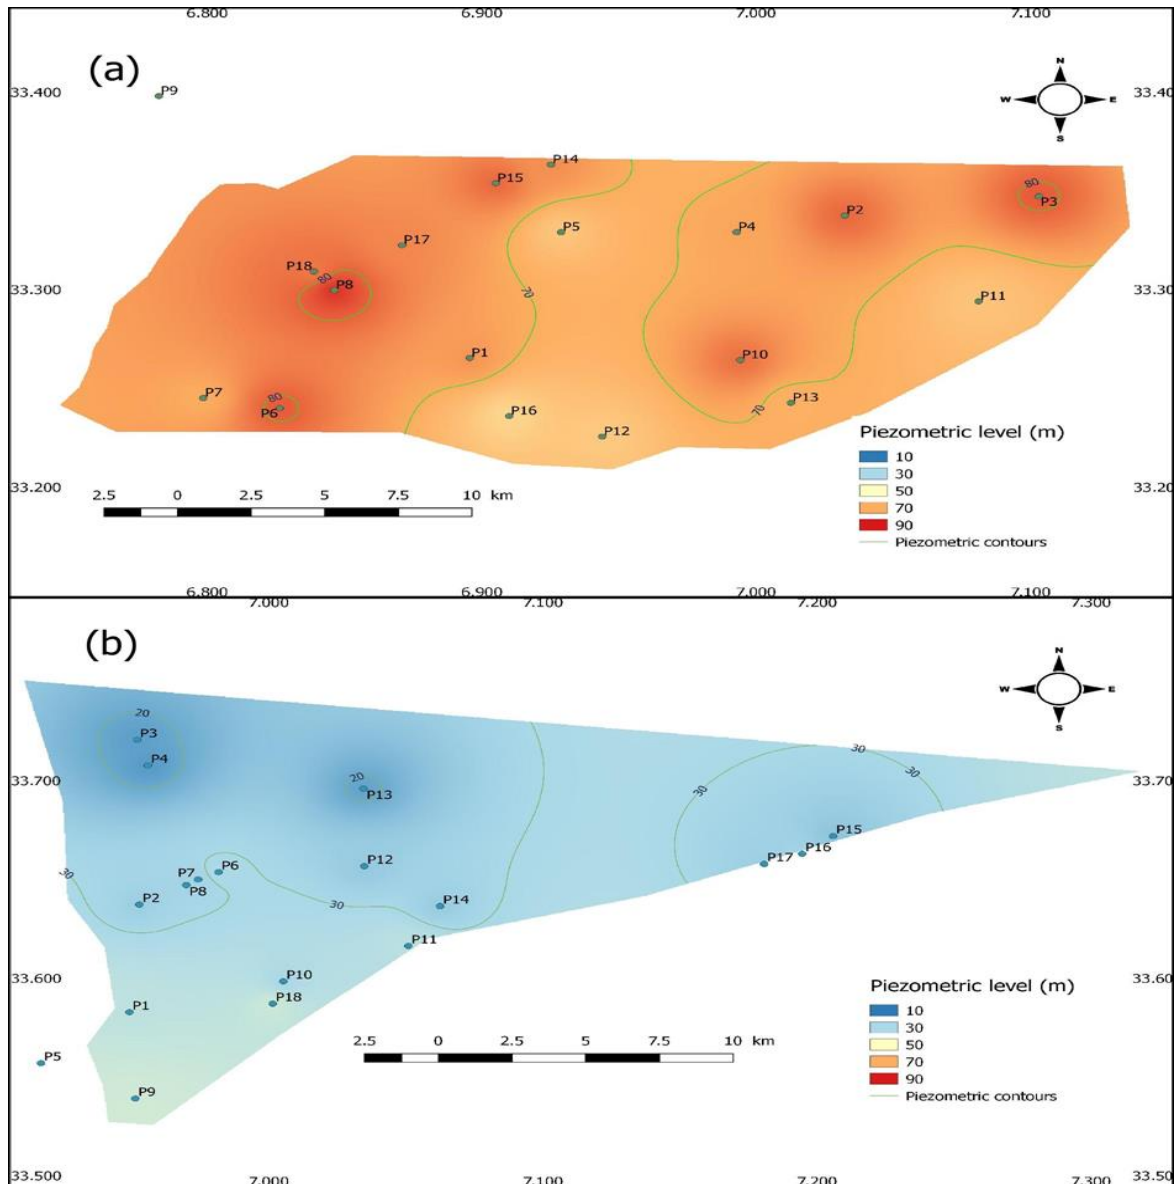 6.800 6.900 7.000 7.100
(a)
N
W E
S
P9
33.400 33.40
P14
P15
80
P3
P2
P5 P4
P17
P18
80
P8
33.300 70 P11 33.30
P1
P10
P7
80
P6
P13
70
P16
P12
Piezometric level (m)
10
30
50
70
90
Piezometric contours
33.200 33.20
2.5 0 2.5 5 7.5 10 km
6.800 6.900 7.000 7.100
7.000 7.100 7.200 7.300
(b)
N
W E
S
20
P3
P4
30
30
33.700 20 33.70
P13
30
P15
P16
P17
P12
P6
P7
30
P8
P2
30
P14
P11
33.600 33.60
P10
P18
P1
Piezometric level (m)
10
30
50
70
90
Piezometric contours
2.5 0 2.5 5 7.5 10 km
P5
P9
33.500 33.50
7.000 7.100 7.200 7.300